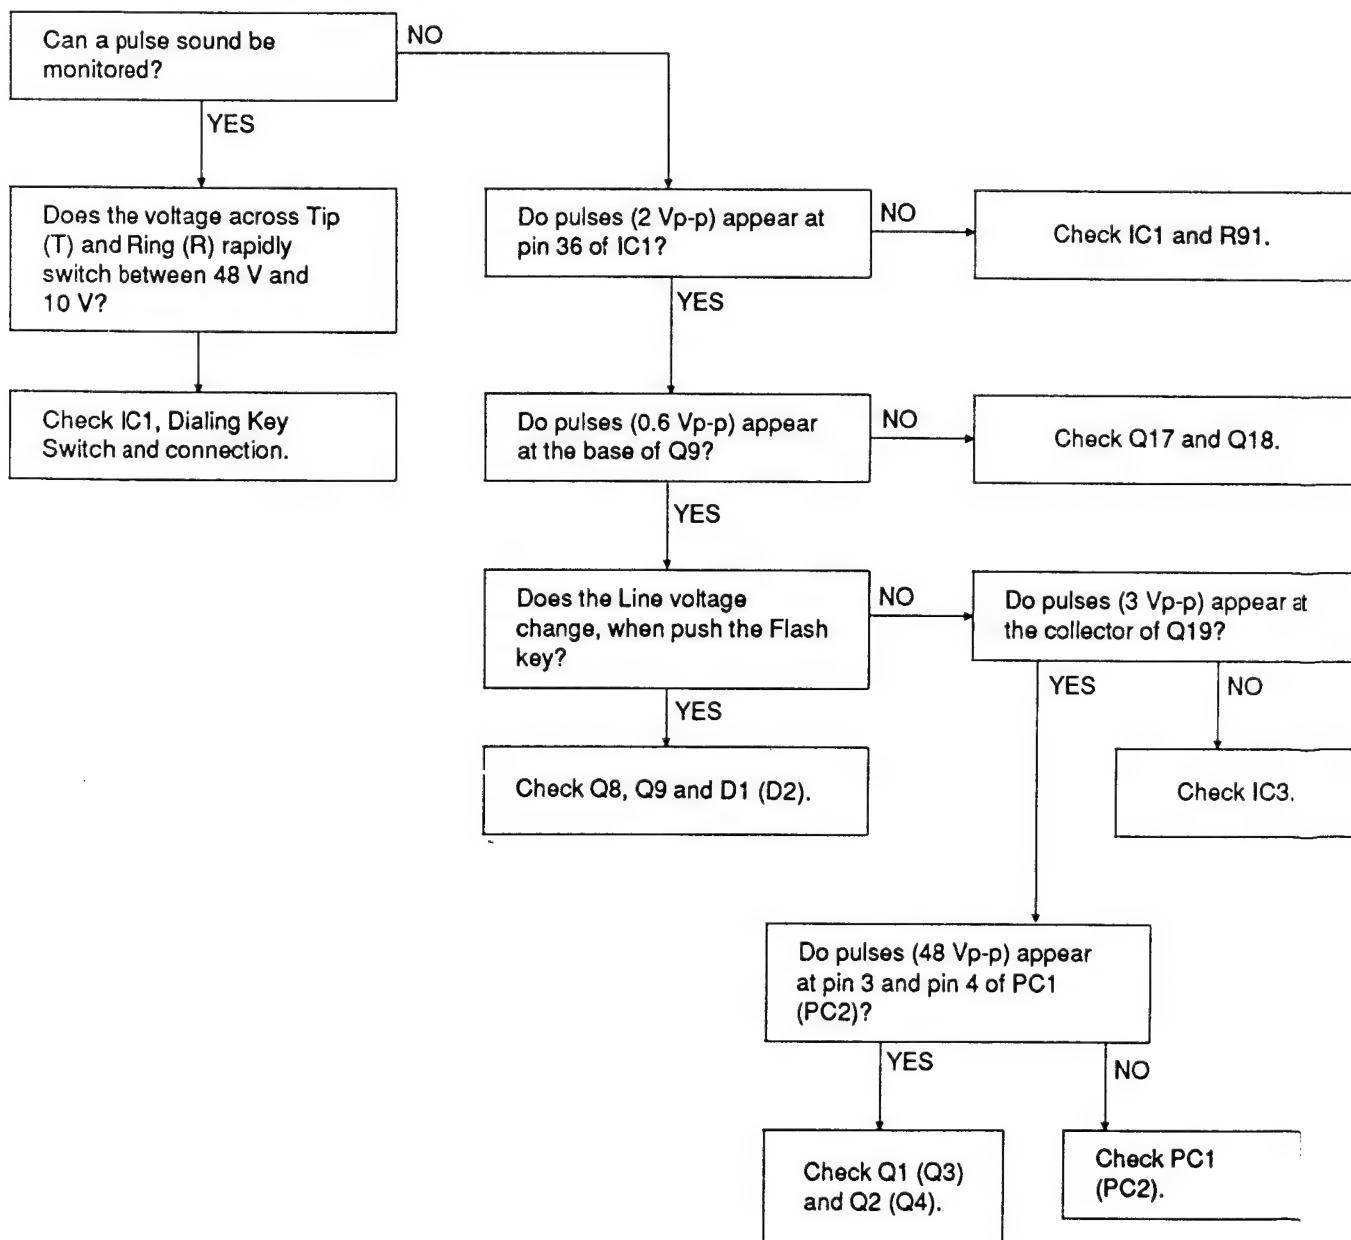 Can a pulse sound be
monitored?
NO
YES
Does the voltage across Tip
(T) and Ring (R) rapidly
switch between 48 V and
10 V?
Do pulses (2 Vp-p) appear at
pin 36 of IC1?
NO
Check IC1 and R91.
YES
Check IC1, Dialing Key
Switch and connection.
Do pulses (0.6 Vp-p) appear
at the base of Q9?
NO
Check Q17 and Q18.
YES
Does the Line voltage
change, when push the Flash
key?
NO
Do pulses (3 Vp-p) appear at
the collector of Q19?
YES
YES
NO
Check Q8, Q9 and D1 (D2).
Check IC3.
Do pulses (48 Vp-p) appear
at pin 3 and pin 4 of PC1
(PC2)?
YES
NO
Check Q1 (Q3)
and Q2 (Q4).
Check PC1
(PC2).